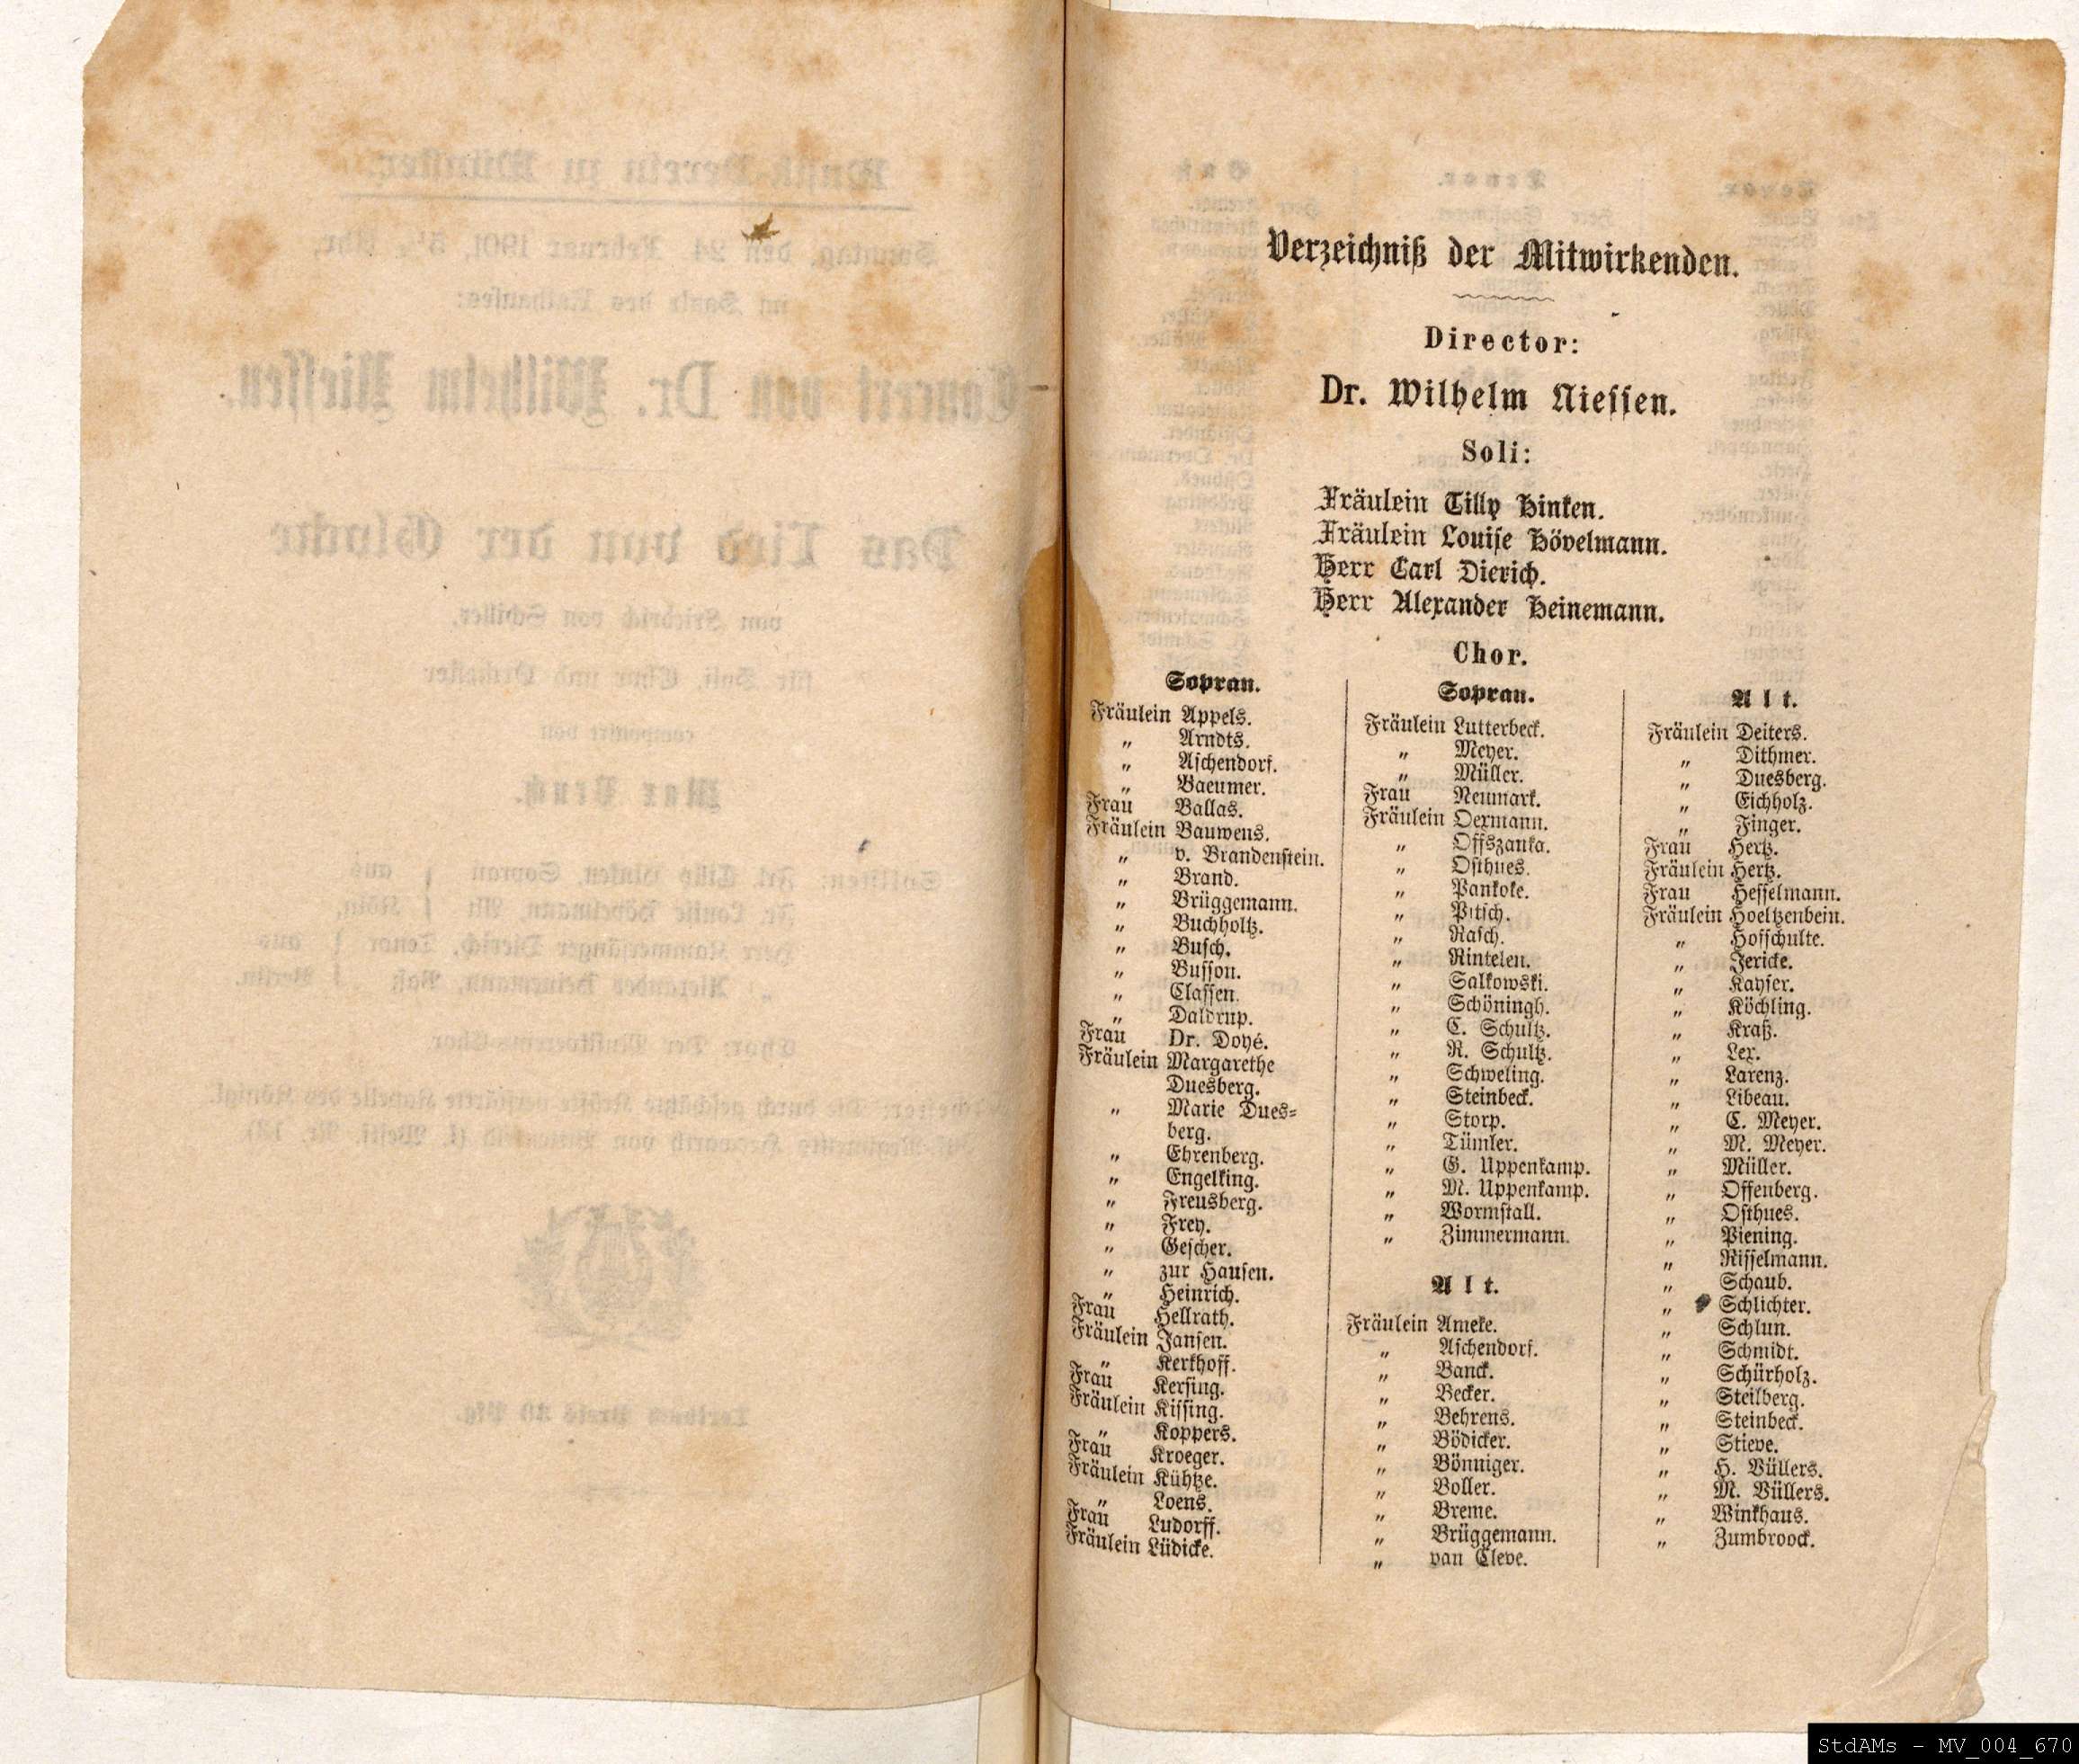 Verzeichniß der Mitwirkenden.
Director:
Dr. Wilhelm Niessen.
Soli:
Fräulein Tilly Hinken.
Fräulein Louise Hövelmann.
Herr Carl Dierich.
Herr Alexander Heinemann.
Chor.
Sopran.
Fräulein Appels.
„ Arndts.
„ Aschendorf.
„ Baeumer.
Frau Ballas.
Fräulein Bauwens.
„ v. Brandenstein.
„ Brand.
„ Brüggemann.
„ Buchholtz.
„ Busch.
„ Busson.
„ Classen.
„ Daldrup.
Frau Dr. Doyé.
Fräulein Margarethe
Duesberg.
„ Marie Dues-
berg.
„ Ehrenberg.
„ Engelking.
„ Freusberg.
„ Frey.
„ Gescher.
„ zur Hausen.
„ Heinrich.
Frau Hellrath.
Fräulein Jansen.
„ Kerkhoff.
Frau Kersing.
Fräulein Kissing.
„ Koppers.
Frau Kroeger.
Fräulein Kühtze.
„ Loens.
Frau Ludorff.
Fräulein Lüdicke.
Sopran.
Fräulein Lutterbeck.
„ Meyer.
„ Müller.
Frau Neumark.
Fräulein Oexmann.
„ Offszanka.
„ Osthues.
„ Pankoke.
„ Pitsch.
„ Rasch.
„ Rintelen.
„ Salkowski.
„ Schöningh.
„ C. Schultz.
„ R. Schultz.
„ Schweling.
„ Steinbeck.
„ Storp.
„ Tümler.
„ G. Uppenkamp.
„ M. Uppenkamp.
„ Wormstall.
„ Zimmermann.
Alt.
Fräulein Ameke.
„ Aschendorf.
„ Banck.
„ Becker.
„ Behrens.
„ Bödicker.
„ Bönniger.
„ Boller.
„ Breme.
„ Brüggemann.
„ van Cleve.
Alt.
Fräulein Deiters.
„ Dithmer.
„ Duesberg.
„ Eichholz.
„ Finger.
Frau Hertz.
Fräulein Hertz.
Frau Hesselmann.
Fräulein Hoeltzenbein.
„ Hofschulte.
„ Jericke.
„ Kayser.
„ Köchling.
„ Kraß.
„ Lex.
„ Larenz.
„ Libeau.
„ C. Meyer.
„ M. Meyer.
„ Müller.
„ Offenberg.
„ Osthues.
„ Piening.
„ Risselmann.
„ Schaub.
„ Schlichter.
„ Schlun.
„ Schmidt.
„ Schürholz.
„ Steilberg.
„ Steinbeck.
„ Stieve.
„ H. Büllers.
„ M. Büllers.
„ Winkhaus.
„ Zumbroock.
StdAMs - MV_004_670